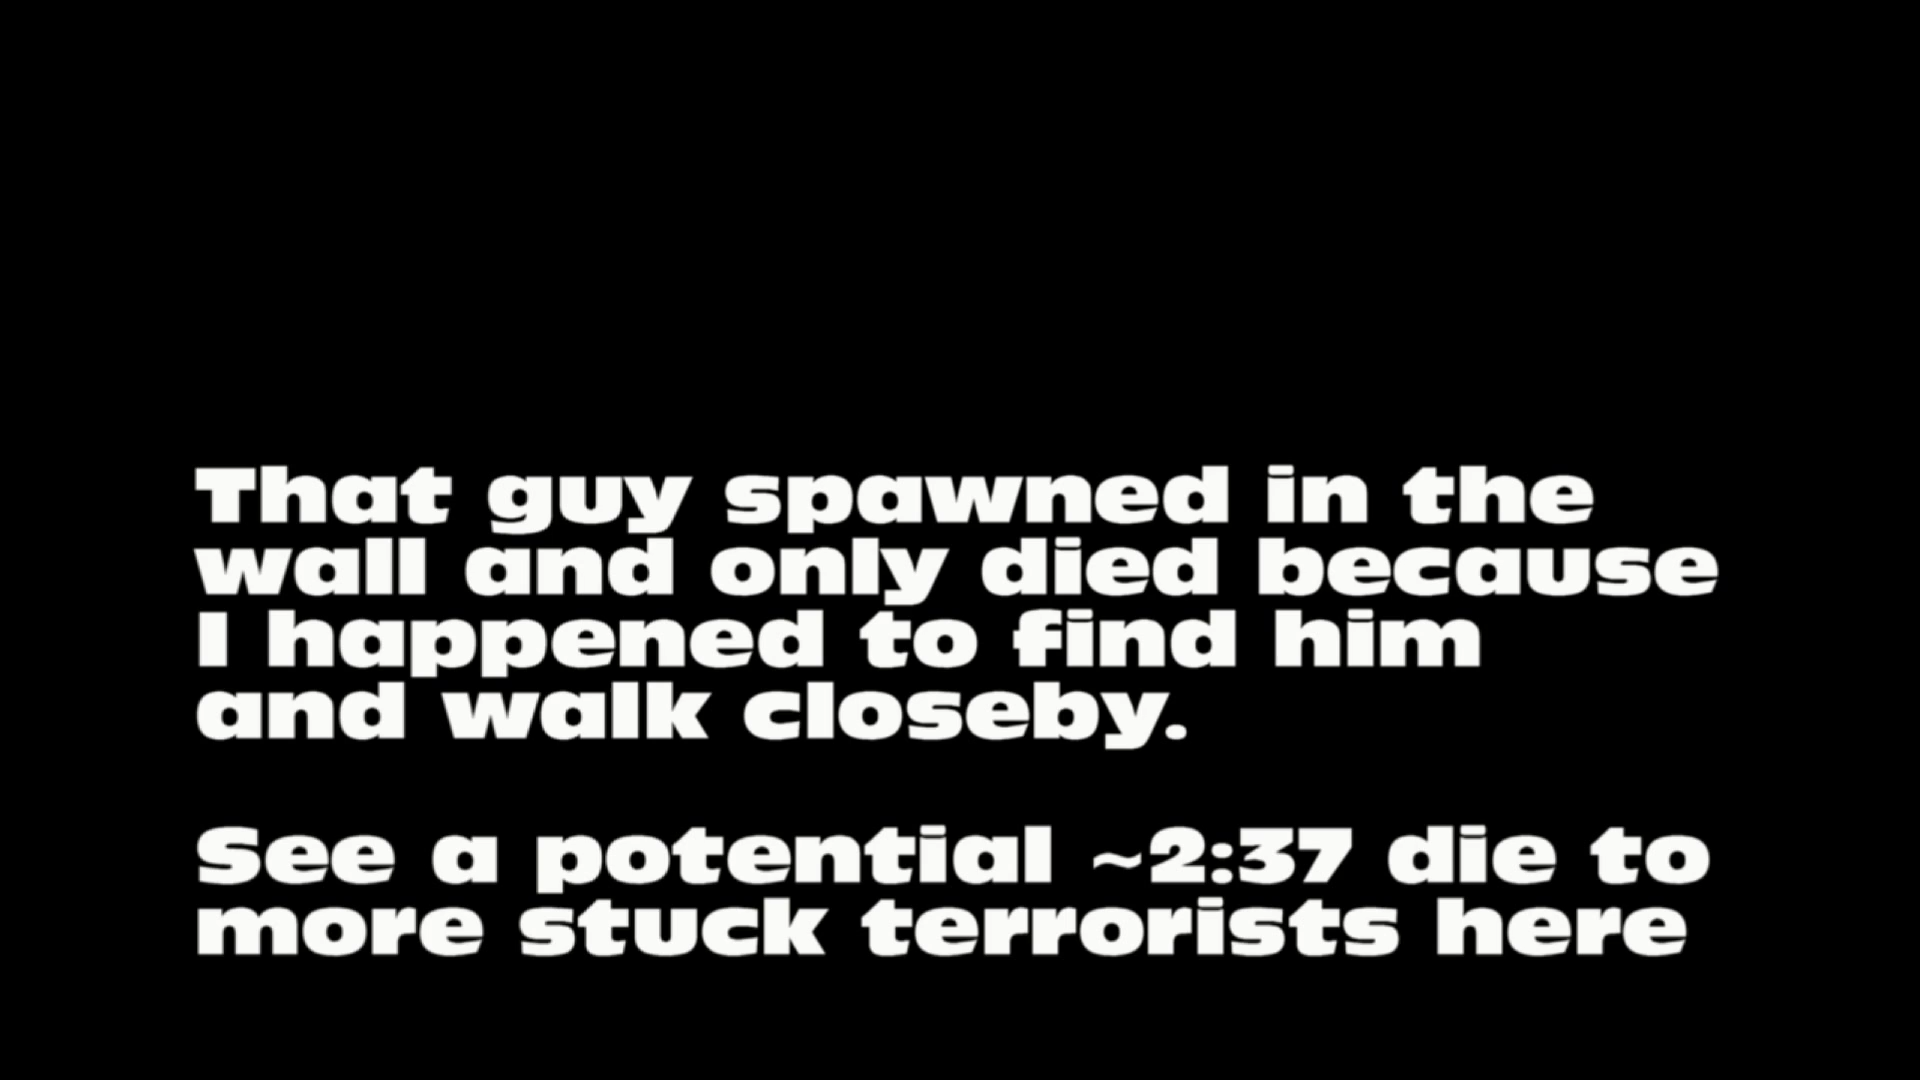 That guy spawned in the
wall and only died because
I happened to find him
and walk closeby.
See a potential ~2:37 die to
more stuck terrorists here